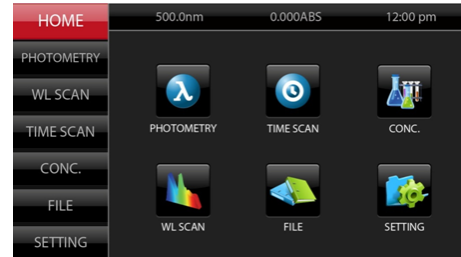 HOME
500.0nm 0.000ABS 12:00 pm
PHOTOMETRY
WL SCAN
TIME SCAN
CONC.
FILE
SETTING
λ
PHOTOMETRY TIME SCAN CONC.
WL SCAN FILE SETTING